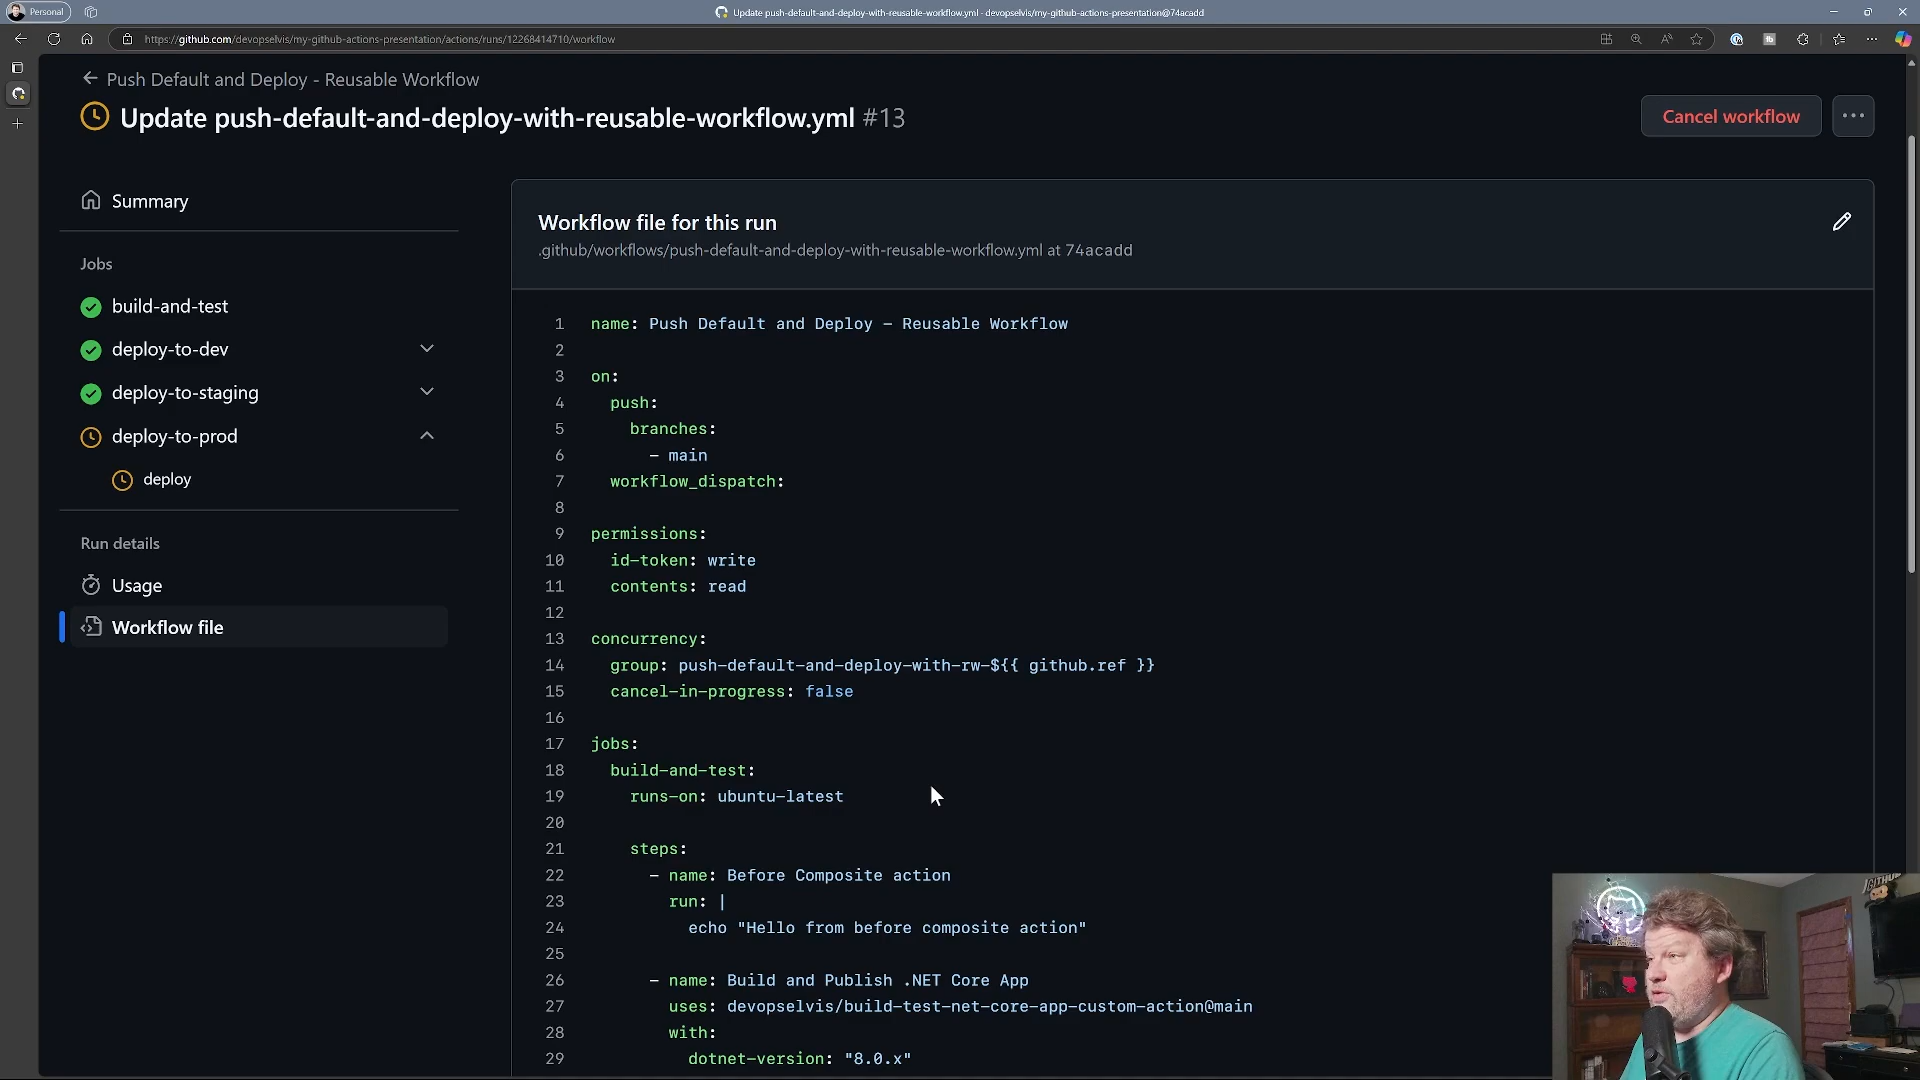 Personal
Update push-default-and-deploy-with-reusable-workflow.yml - devopselvis/my-github-actions-presentation@74acadd
https://github.com/devopselvis/my-github-actions-presentation/actions/runs/12268414710/workflow
Push Default and Deploy - Reusable Workflow
Update push-default-and-deploy-with-reusable-workflow.yml #13
Cancel workflow
Summary
Jobs
build-and-test
deploy-to-dev
deploy-to-staging
deploy-to-prod
deploy
Run details
Usage
Workflow file
Workflow file for this run
.github/workflows/push-default-and-deploy-with-reusable-workflow.yml at 74acadd
1 name: Push Default and Deploy - Reusable Workflow
2
3 on:
4 push:
5 branches:
6 - main
7 workflow_dispatch:
8
9 permissions:
10 id-token: write
11 contents: read
12
13 concurrency:
14 group: push-default-and-deploy-with-rw-${{ github.ref }}
15 cancel-in-progress: false
16
17 jobs:
18 build-and-test:
19 runs-on: ubuntu-latest
20
21 steps:
22 - name: Before Composite action
23 run: |
24 echo "Hello from before composite action"
25
26 - name: Build and Publish .NET Core App
27 uses: devopselvis/build-test-net-core-app-custom-action@main
28 with:
29 dotnet-version: "8.0.x"